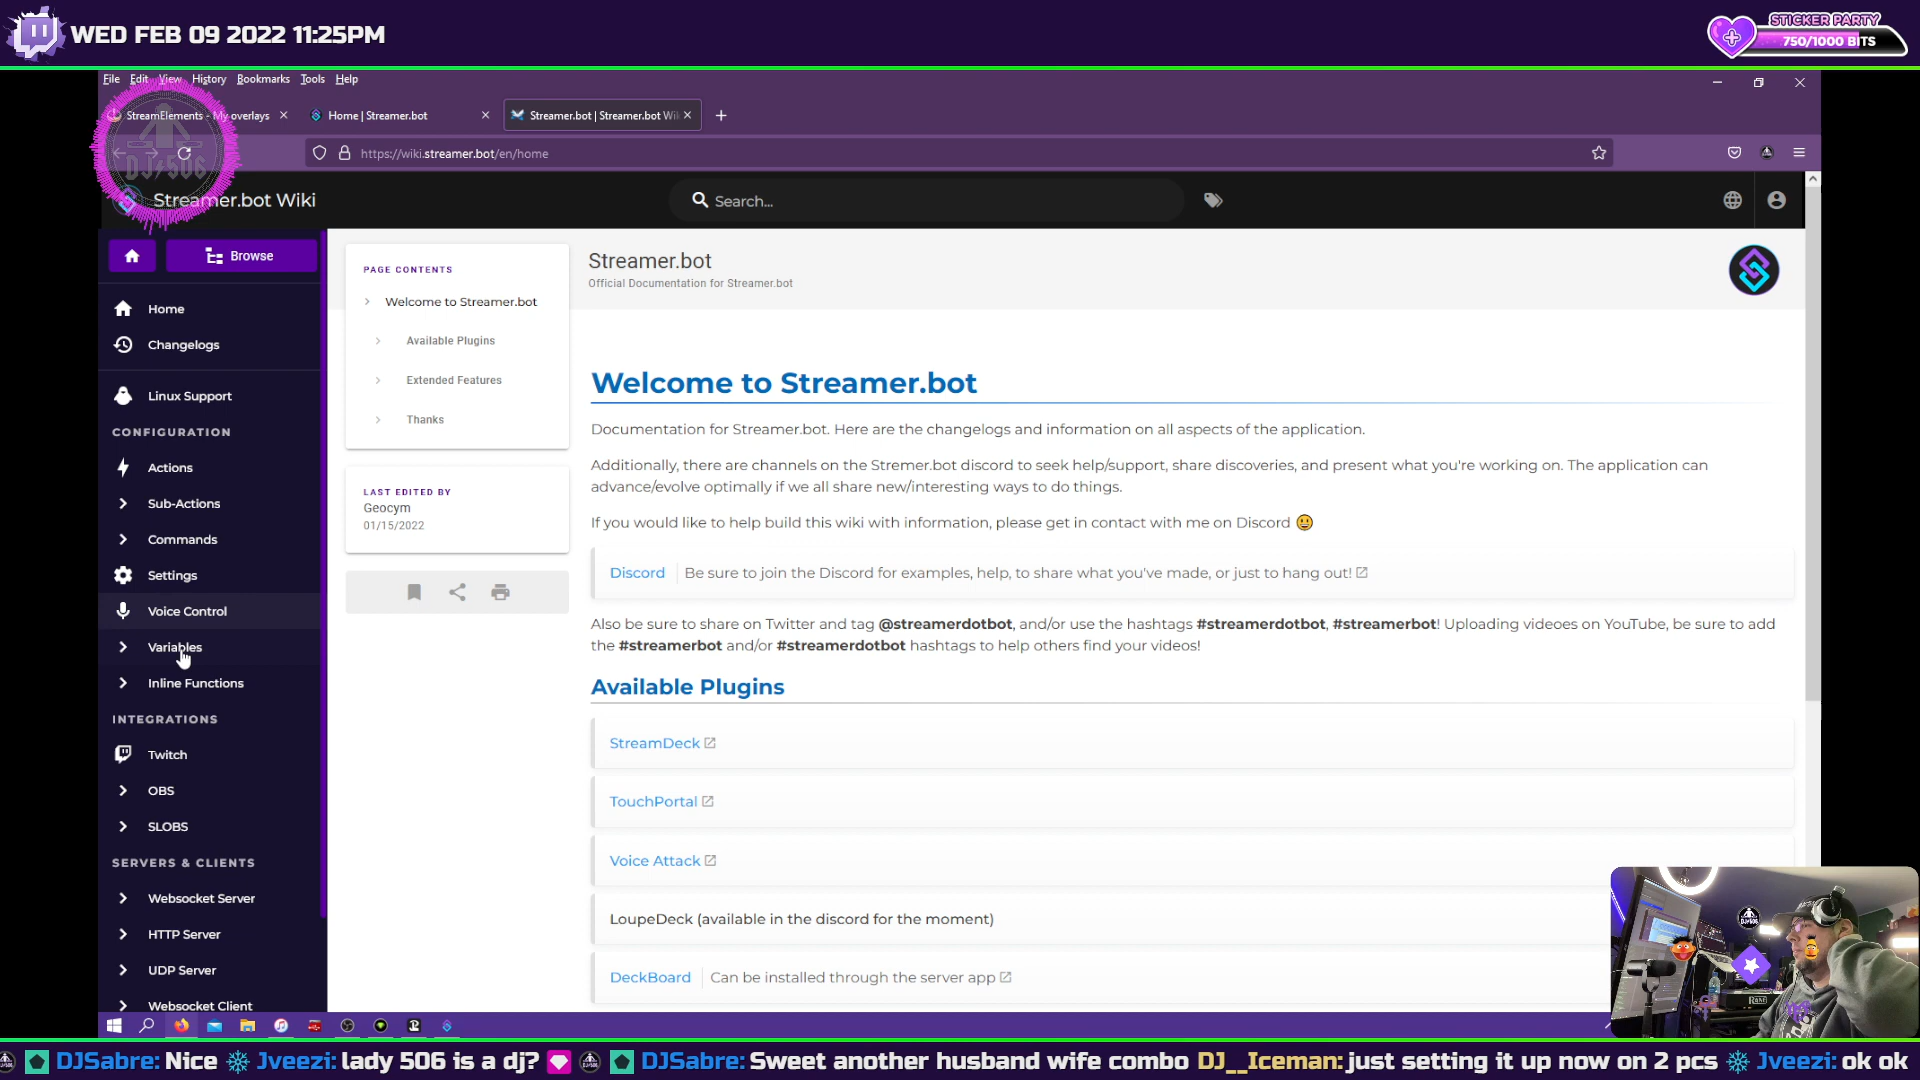 WED FEB 09 2022 11:25PM
STICKER PARTY
750/1000 BITS
File Edit View History Bookmarks Tools Help
StreamElements - My overlays
Home | Streamer.bot
Streamer.bot | Streamer.bot Wiki
https://wiki.streamer.bot/en/home
DJ 506
Streamer.bot Wiki
Search...
Browse
Home
Changelogs
Linux Support
CONFIGURATION
Actions
Sub-Actions
Commands
Settings
Voice Control
Variables
Inline Functions
INTEGRATIONS
Twitch
OBS
SLOBS
SERVERS & CLIENTS
Websocket Server
HTTP Server
UDP Server
Websocket Client
PAGE CONTENTS
Welcome to Streamer.bot
Available Plugins
Extended Features
Thanks
LAST EDITED BY
Geocym
01/15/2022
Streamer.bot
Official Documentation for Streamer.bot
Welcome to Streamer.bot
Documentation for Streamer.bot. Here are the changelogs and information on all aspects of the application.
Additionally, there are channels on the Stremer.bot discord to seek help/support, share discoveries, and present what you're working on. The application can
advance/evolve optimally if we all share new/interesting ways to do things.
If you would like to help build this wiki with information, please get in contact with me on Discord 😃
Discord Be sure to join the Discord for examples, help, to share what you've made, or just to hang out!
Also be sure to share on Twitter and tag @streamerdotbot, and/or use the hashtags #streamerdotbot, #streamerbot! Uploading videoes on YouTube, be sure to add
the #streamerbot and/or #streamerdotbot hashtags to help others find your videos!
Available Plugins
StreamDeck
TouchPortal
Voice Attack
LoupeDeck (available in the discord for the moment)
DeckBoard Can be installed through the server app
DJSabre: Nice Jveezi: lady 506 is a dj? DJSabre: Sweet another husband wife combo DJ__Iceman: just setting it up now on 2 pcs Jveezi: ok ok